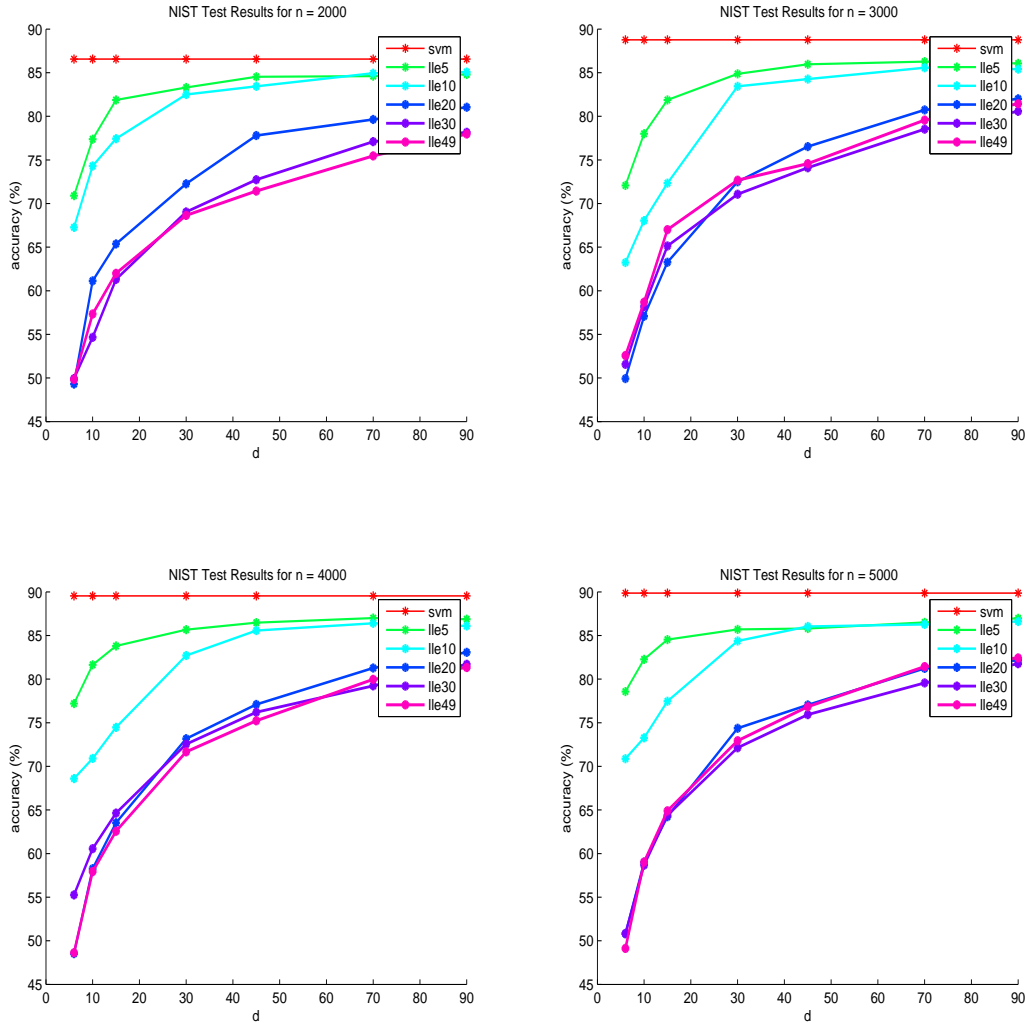 NIST Test Results for n = 2000
90
85
80
75
70
65
60
55
50
45
accuracy (%)
0 10 20 30 40 50 60 70 80 90
d
svm
lle5
lle10
lle20
lle30
lle49
NIST Test Results for n = 3000
90
85
80
75
70
65
60
55
50
45
accuracy (%)
0 10 20 30 40 50 60 70 80 90
d
svm
lle5
lle10
lle20
lle30
lle49
NIST Test Results for n = 4000
90
85
80
75
70
65
60
55
50
45
accuracy (%)
0 10 20 30 40 50 60 70 80 90
d
svm
lle5
lle10
lle20
lle30
lle49
NIST Test Results for n = 5000
90
85
80
75
70
65
60
55
50
45
accuracy (%)
0 10 20 30 40 50 60 70 80 90
d
svm
lle5
lle10
lle20
lle30
lle49